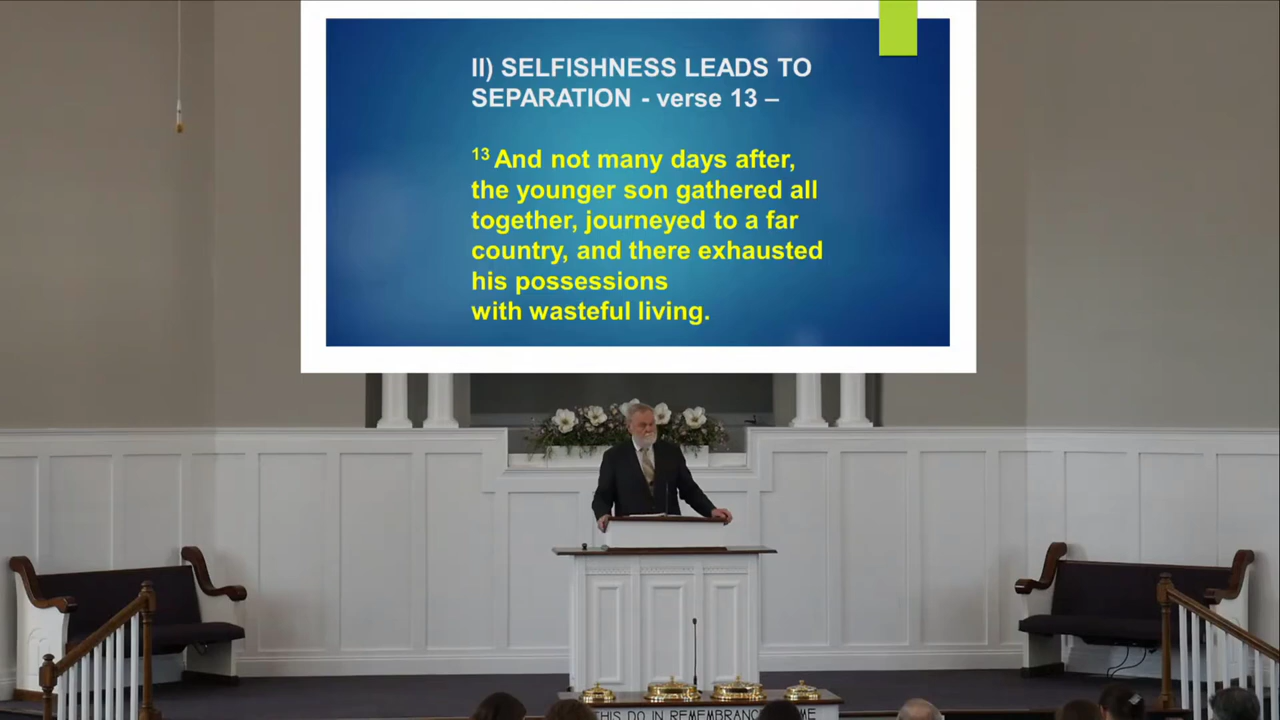 II) SELFISHNESS LEADS TO
SEPARATION - verse 13 –
13 And not many days after,
the younger son gathered all
together, journeyed to a far
country, and there exhausted
his possessions
with wasteful living.
THIS DO IN REMEMBRANC ME